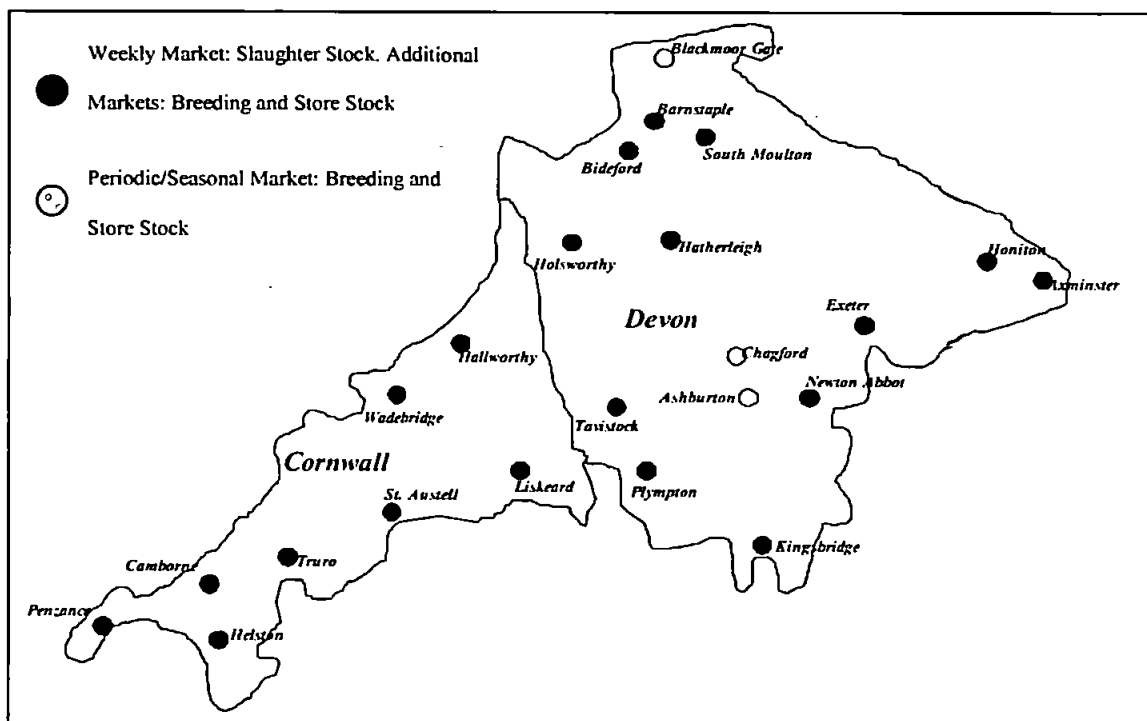 Weekly Market: Slaughter Stock. Additional
Markets: Breeding and Store Stock
Periodic/Seasonal Market: Breeding and
Store Stock
Blackmoor Gate
Barnstaple
South Moulton
Bideford
Holsworthy
Hatherleigh
Honiton
Axminster
Exeter
Devon
Chagford
Hallworthy
Ashburton
Newton Abbot
Wadebridge
Tavistock
Cornwall
Liskeard
Plympton
St. Austell
Kingsbridge
Truro
Camborne
Penzance
Helston